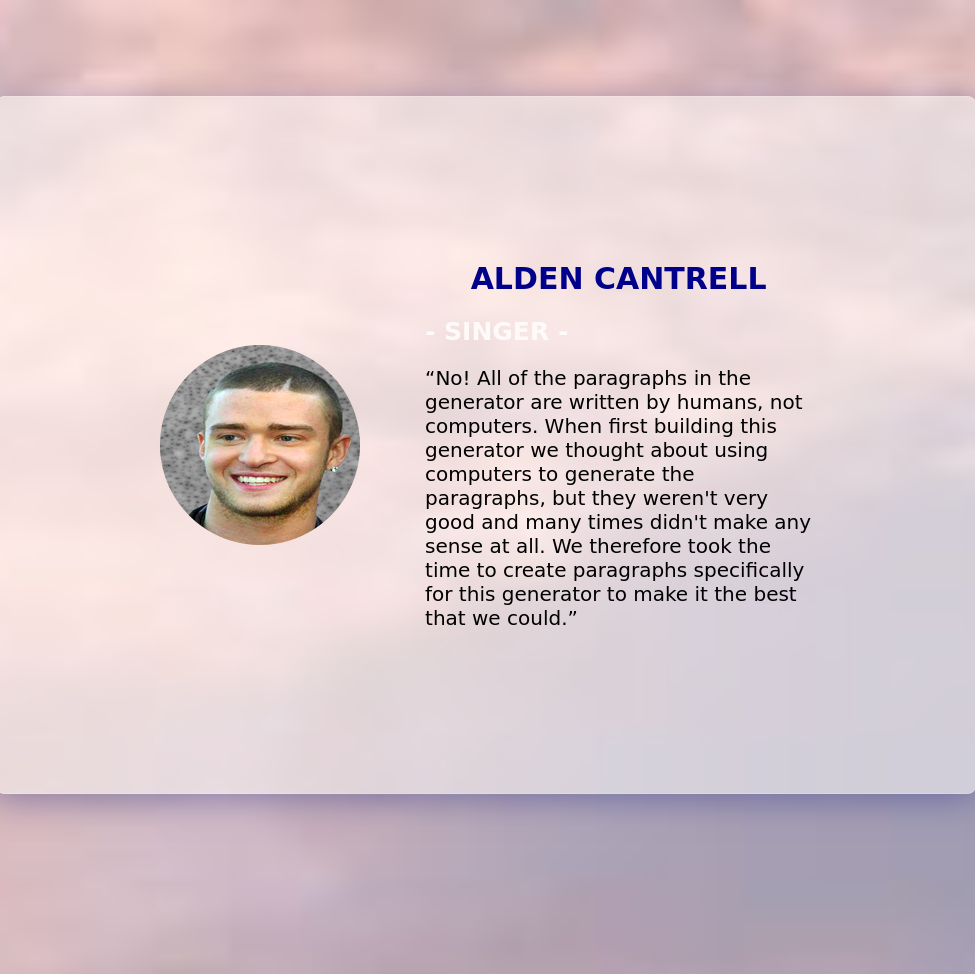 ALDEN CANTRELL
- SINGER -
“No! All of the paragraphs in the
generator are written by humans, not
computers. When first building this
generator we thought about using
computers to generate the
paragraphs, but they weren't very
good and many times didn't make any
sense at all. We therefore took the
time to create paragraphs specifically
for this generator to make it the best
that we could.”